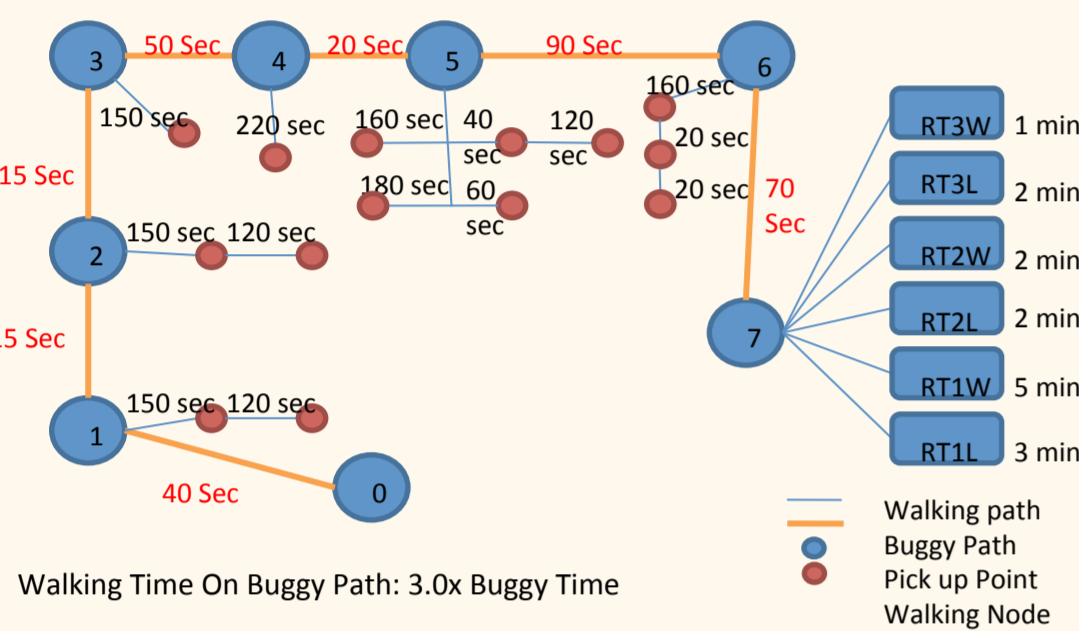 50 Sec
20 Sec
90 Sec
3
4
5
6
150 sec
220 sec
160 sec
40 sec
120 sec
180 sec
60 sec
160 sec
20 sec
20 sec
70 Sec
15 Sec
2
150 sec
120 sec
5 Sec
1
150 sec
120 sec
40 Sec
0
7
RT3W 1 min
RT3L 2 min
RT2W 2 min
RT2L 2 min
RT1W 5 min
RT1L 3 min
Walking path
Buggy Path
Pick up Point
Walking Node
Walking Time On Buggy Path: 3.0x Buggy Time